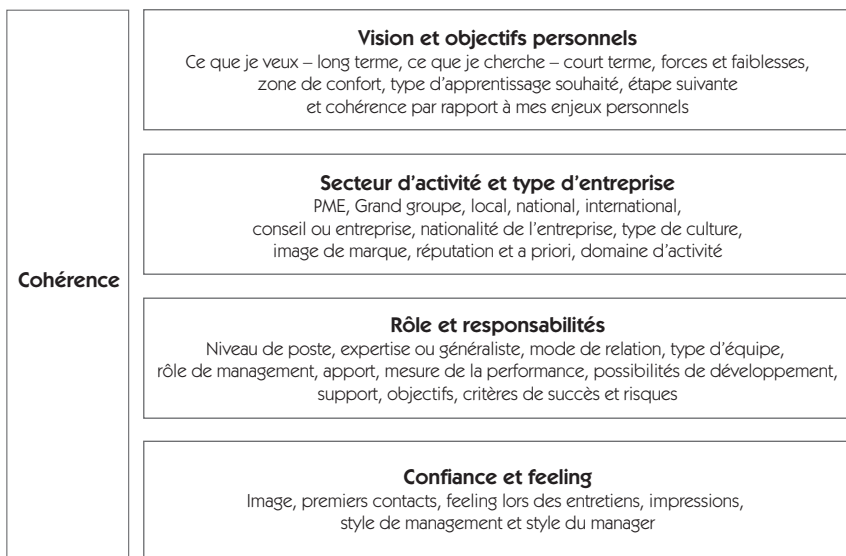 Cohérence
Vision et objectifs personnels
Ce que je veux – long terme, ce que je cherche – court terme, forces et faiblesses,
zone de confort, type d'apprentissage souhaité, étape suivante
et cohérence par rapport à mes enjeux personnels
Secteur d'activité et type d'entreprise
PME, Grand groupe, local, national, international,
conseil ou entreprise, nationalité de l'entreprise, type de culture,
image de marque, réputation et a priori, domaine d'activité
Rôle et responsabilités
Niveau de poste, expertise ou généraliste, mode de relation, type d'équipe,
rôle de management, apport, mesure de la performance, possibilités de développement,
support, objectifs, critères de succès et risques
Confiance et feeling
Image, premiers contacts, feeling lors des entretiens, impressions,
style de management et style du manager